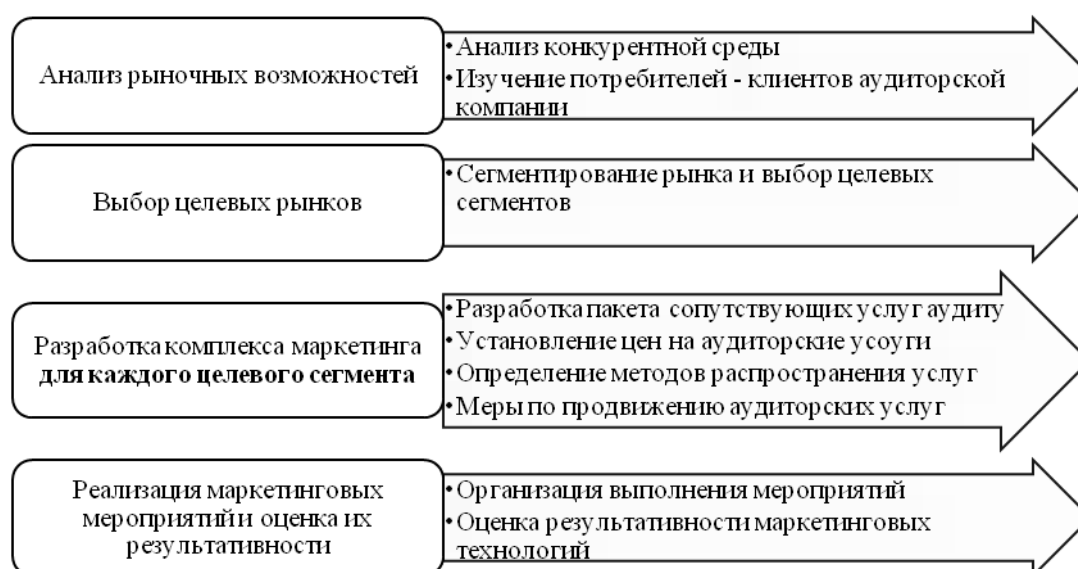 Анализ рыночных возможностей
• Анализ конкурентной среды
• Изучение потребителей - клиентов аудиторской
компании
Выбор целевых рынков
• Сегментирование рынка и выбор целевых
сегментов
Разработка комплекса маркетинга
для каждого целевого сегмента
• Разработка пакета сопутствующих услуг аудиту
• Установление цен на аудиторские усоуги
• Определение методов распространения услуг
• Меры по продвижению аудиторских услуг
Реализация маркетинговых
мероприятий и оценка их
результативности
• Организация выполнения мероприятий
• Оценка результативности маркетинговых
технологий